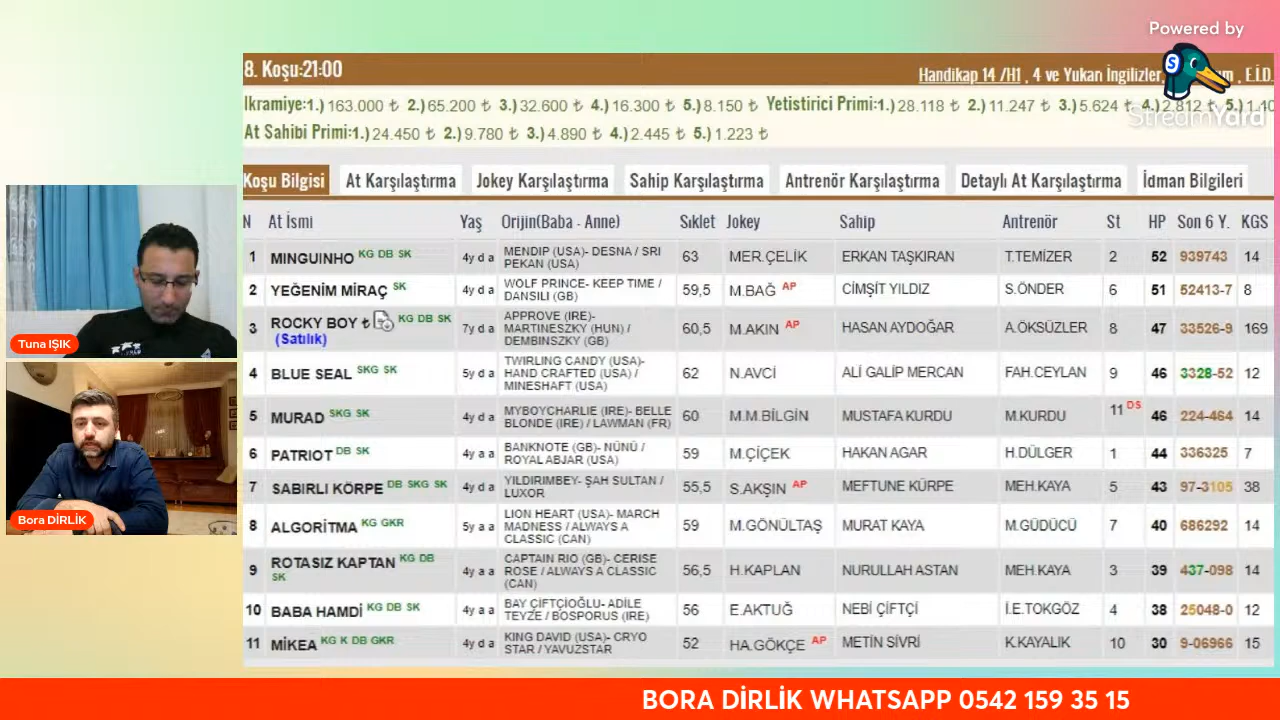 Powered by
StreamYard
8. Koşu:21:00
Handikap 14 /H1 , 4 ve Yukarı İngilizler, , E.İ.D.
İkramiye:1.) 163.000 ₺ 2.) 65.200 ₺ 3.) 32.600 ₺ 4.) 16.300 ₺ 5.) 8.150 ₺ Yetistirici Primi:1.) 28.118 ₺ 2.) 11.247 ₺ 3.) 5.624 ₺ 4.) 2.812 ₺ 5.)
At Sahibi Primi:1.) 24.450 ₺ 2.) 9.780 ₺ 3.) 4.890 ₺ 4.) 2.445 ₺ 5.) 1.223 ₺
Koşu Bilgisi At Karşılaştırma Jokey Karşılaştırma Sahip Karşılaştırma Antrenör Karşılaştırma Detaylı At Karşılaştırma İdman Bilgileri
N At İsmi Yaş Orijin(Baba - Anne) Sıklet Jokey Sahip Antrenör St HP Son 6 Y. KGS
1 MINGUINHO KG DB SK 4y d a MENDIP (USA)- DESNA / SRI PEKAN (USA) 63 MER.ÇELİK ERKAN TAŞKIRAN T.TEMİZER 2 52 939743 14
2 YEĞENİM MİRAÇ SK 4y d a WOLF PRINCE- KEEP TIME / DANSILI (GB) 59,5 M.BAĞ AP CİMŞİT YILDIZ S.ÖNDER 6 51 52413-7 8
3 ROCKY BOY ₺ KG DB SK (Satılık) 7y d a APPROVE (IRE)- MARTINESZKY (HUN) / DEMBINSZKY (GB) 60,5 M.AKIN AP HASAN AYDOĞAR A.ÖKSÜZLER 8 47 33526-9 169
4 BLUE SEAL SKG SK 5y d a TWIRLING CANDY (USA)- HAND CRAFTED (USA) / MINESHAFT (USA) 62 N.AVCİ ALİ GALİP MERCAN FAH.CEYLAN 9 46 3328-52 12
5 MURAD SKG SK 4y d a MYBOYCHARLIE (IRE)- BELLE BLONDE (IRE) / LAWMAN (FR) 60 M.M.BİLGİN MUSTAFA KURDU M.KURDU 11 DS 46 224-464 14
6 PATRIOT DB SK 4y a a BANKNOTE (GB)- NÜNÜ / ROYAL ABJAR (USA) 59 M.ÇİÇEK HAKAN AGAR H.DÜLGER 1 44 336325 7
7 SABIRLI KÖRPE DB SKG SK 4y d a YILDIRIMBEY- ŞAH SULTAN / LUXOR 55,5 S.AKŞIN AP MEFTUNE KÜRPE MEH.KAYA 5 43 97-3105 38
8 ALGORİTMA KG GKR 5y a a LION HEART (USA)- MARCH MADNESS / ALWAYS A CLASSIC (CAN) 59 M.GÖNÜLTAŞ MURAT KAYA M.GÜDÜCÜ 7 40 686292 14
9 ROTASIZ KAPTAN KG DB SK 4y a a CAPTAIN RIO (GB)- CERISE ROSE / ALWAYS A CLASSIC (CAN) 56,5 H.KAPLAN NURULLAH ASTAN MEH.KAYA 3 39 437-098 14
10 BABA HAMDİ KG DB SK 4y a a BAY ÇİFTÇİOĞLU- ADİLE TEYZE / BOSPORUS (IRE) 56 E.AKTUĞ NEBİ ÇİFTÇİ İ.E.TOKGÖZ 4 38 25048-0 12
11 MİKEA KG K DB GKR 4y d a KING DAVID (USA)- CRYO STAR / YAVUZSTAR 52 HA.GÖKÇE AP METİN SİVRİ K.KAYALIK 10 30 9-06966 15
Tuna IŞIK
Bora DİRLİK
BORA DİRLİK WHATSAPP 0542 159 35 15